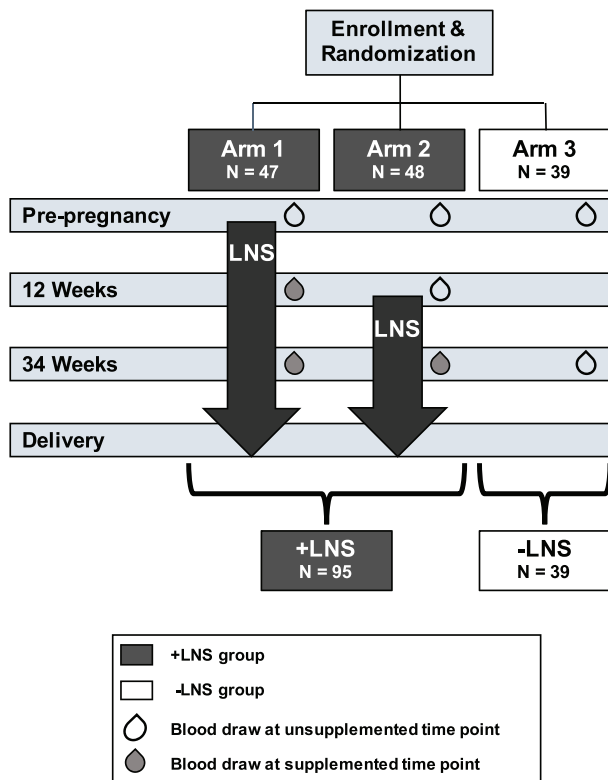 Enrollment &
Randomization
Arm 1
N = 47
Arm 2
N = 48
Arm 3
N = 39
Pre-pregnancy
LNS
12 Weeks
LNS
34 Weeks
Delivery
+LNS
N = 95
-LNS
N = 39
+LNS group
-LNS group
Blood draw at unsupplemented time point
Blood draw at supplemented time point